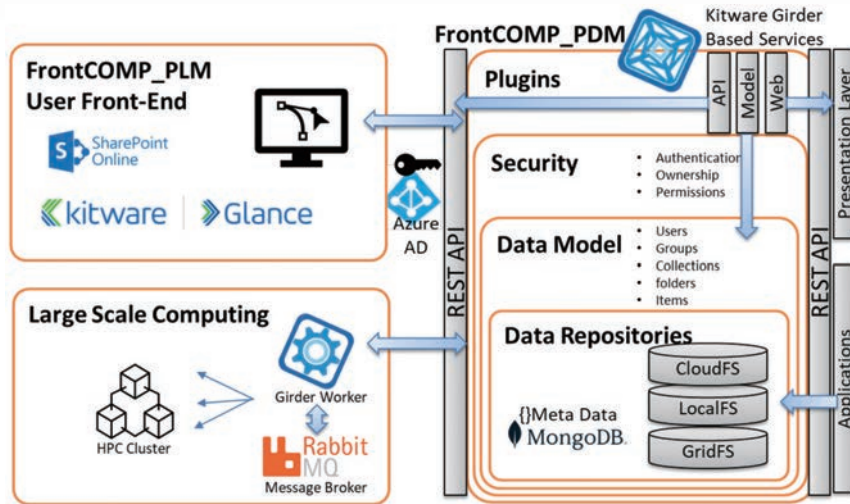 FrontCOMP_PLM
User Front-End
SharePoint
Online
kitware
Glance
Azure
AD
Large Scale Computing
Girder Worker
HPC Cluster
Rabbit
MQ
Message Broker
FrontCOMP_PDM
Kitware Girder
Based Services
REST API
Plugins
API
Model
Web
Security
• Authentication
• Ownership
• Permissions
Data Model
• Users
• Groups
• Collections
• folders
• Items
Data Repositories
{}Meta Data
MongoDB.
CloudFS
LocalFS
GridFS
REST API
Presentation Layer
Applications